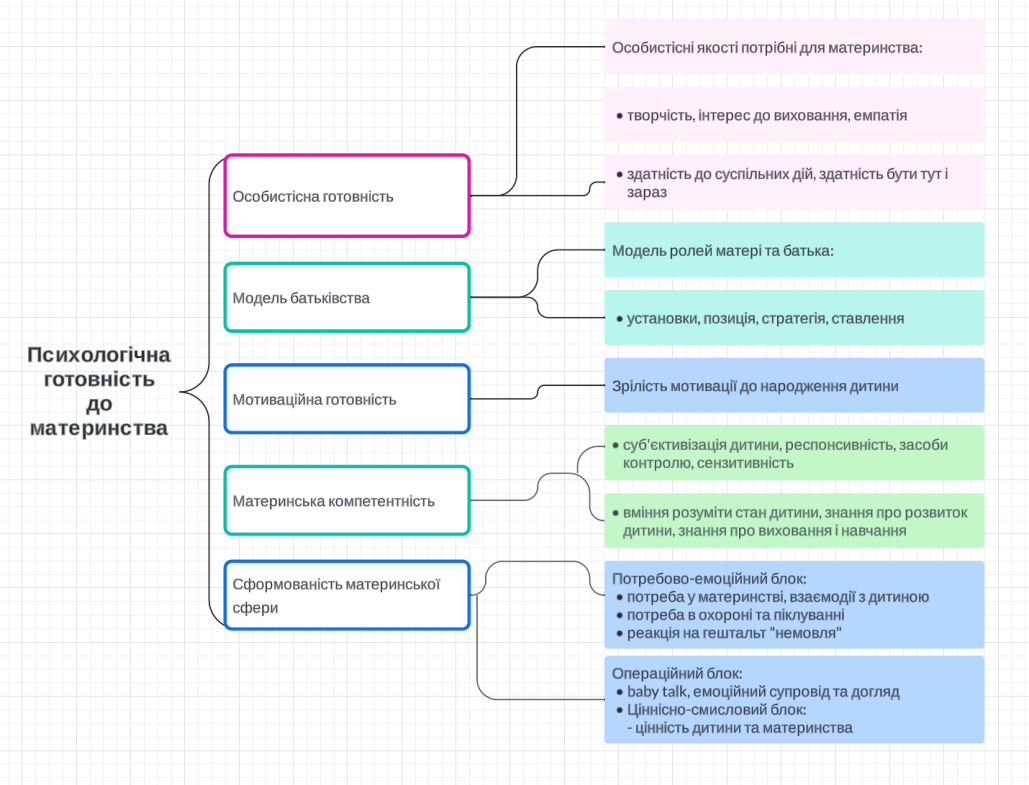 Психологічна
готовність
до
материнства
Особистісна готовність
Особистісні якості потрібні для материнства:
• творчість, інтерес до виховання, емпатія
• здатність до суспільних дій, здатність бути тут і
зараз
Модель батьківства
Модель ролей матері та батька:
• установки, позиція, стратегія, ставлення
Мотиваційна готовність
Зрілість мотивації до народження дитини
Материнська компетентність
• суб'єктивізація дитини, респонсивність, засоби
контролю, сензитивність
• вміння розуміти стан дитини, знання про розвиток
дитини, знання про виховання і навчання
Сформованість материнської
сфери
Потребово-емоційний блок:
• потреба у материнстві, взаємодії з дитиною
• потреба в охороні та піклуванні
• реакція на гештальт "немовля"
Операційний блок:
• baby talk, емоційний супровід та догляд
• Ціннісно-смисловий блок:
- цінність дитини та материнства